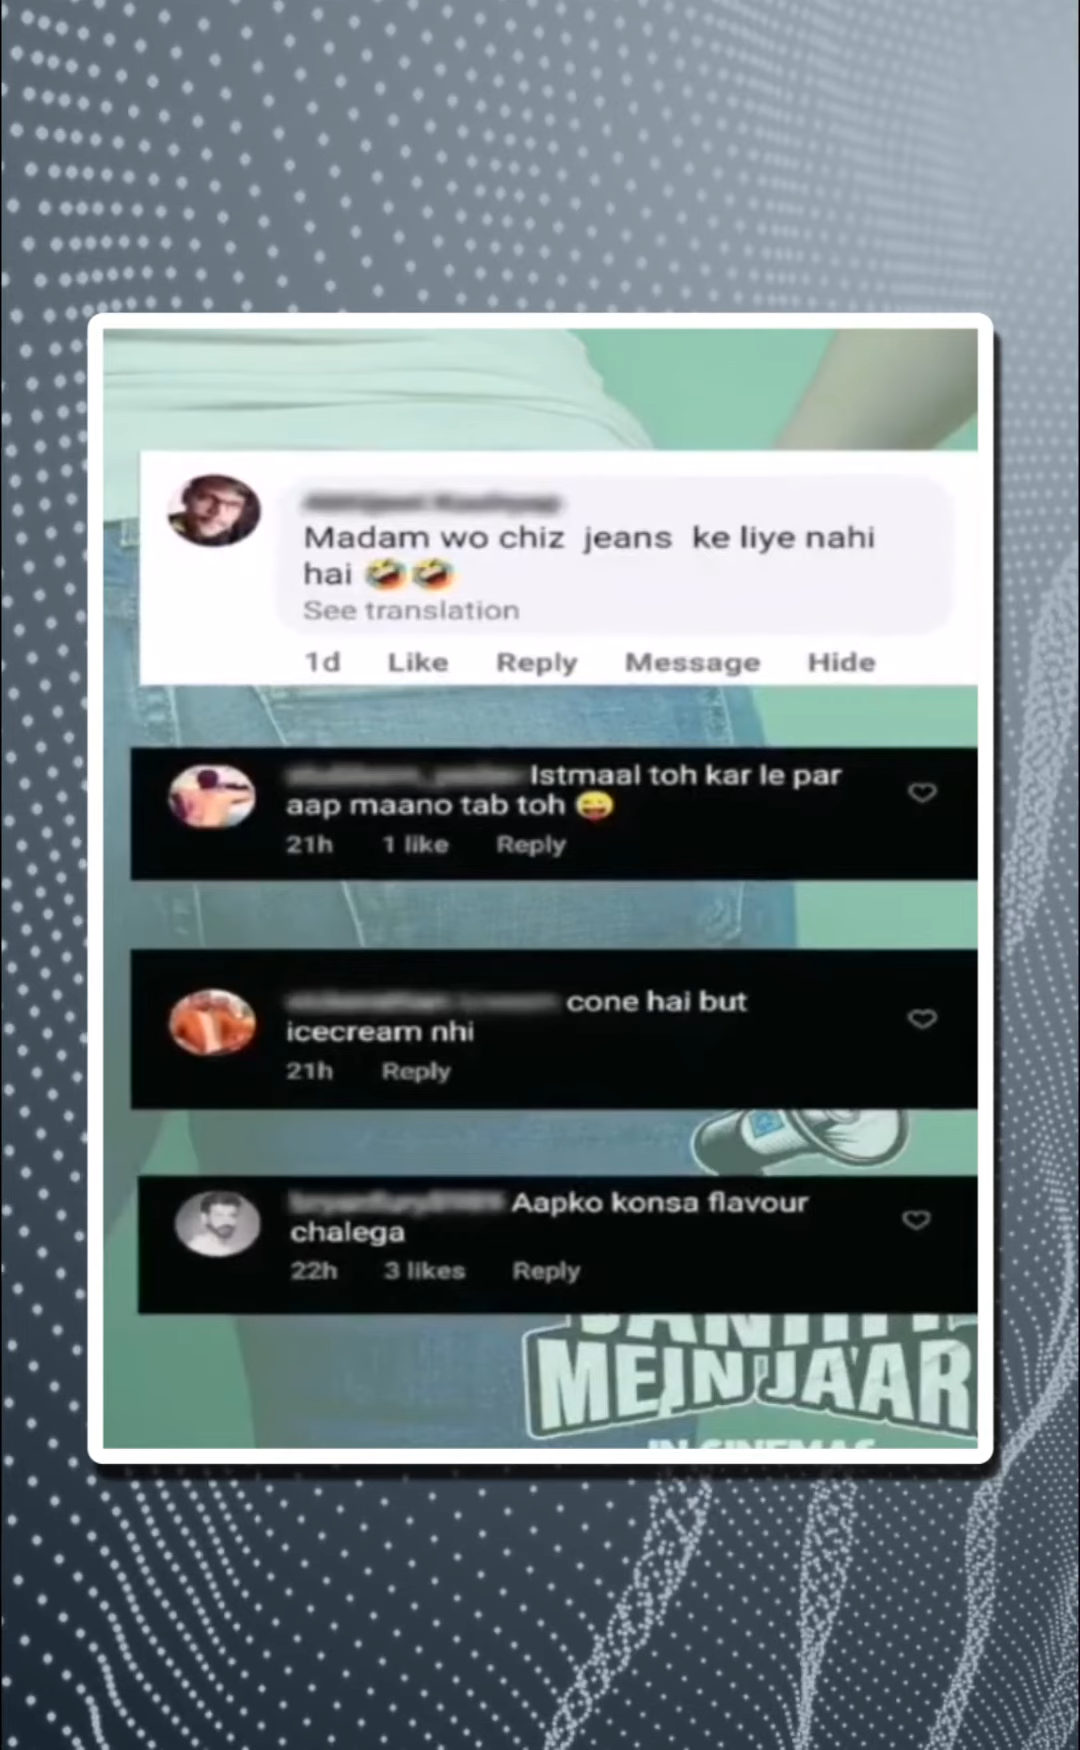 Madam wo chiz jeans ke liye nahi
hai 🤣🤣
See translation
1d Like Reply Message Hide
Istmaal toh kar le par
aap maano tab toh 😜
21h 1 like Reply
cone hai but
icecream nhi
21h Reply
Aapko konsa flavour
chalega
22h 3 likes Reply
MEIN JAARI